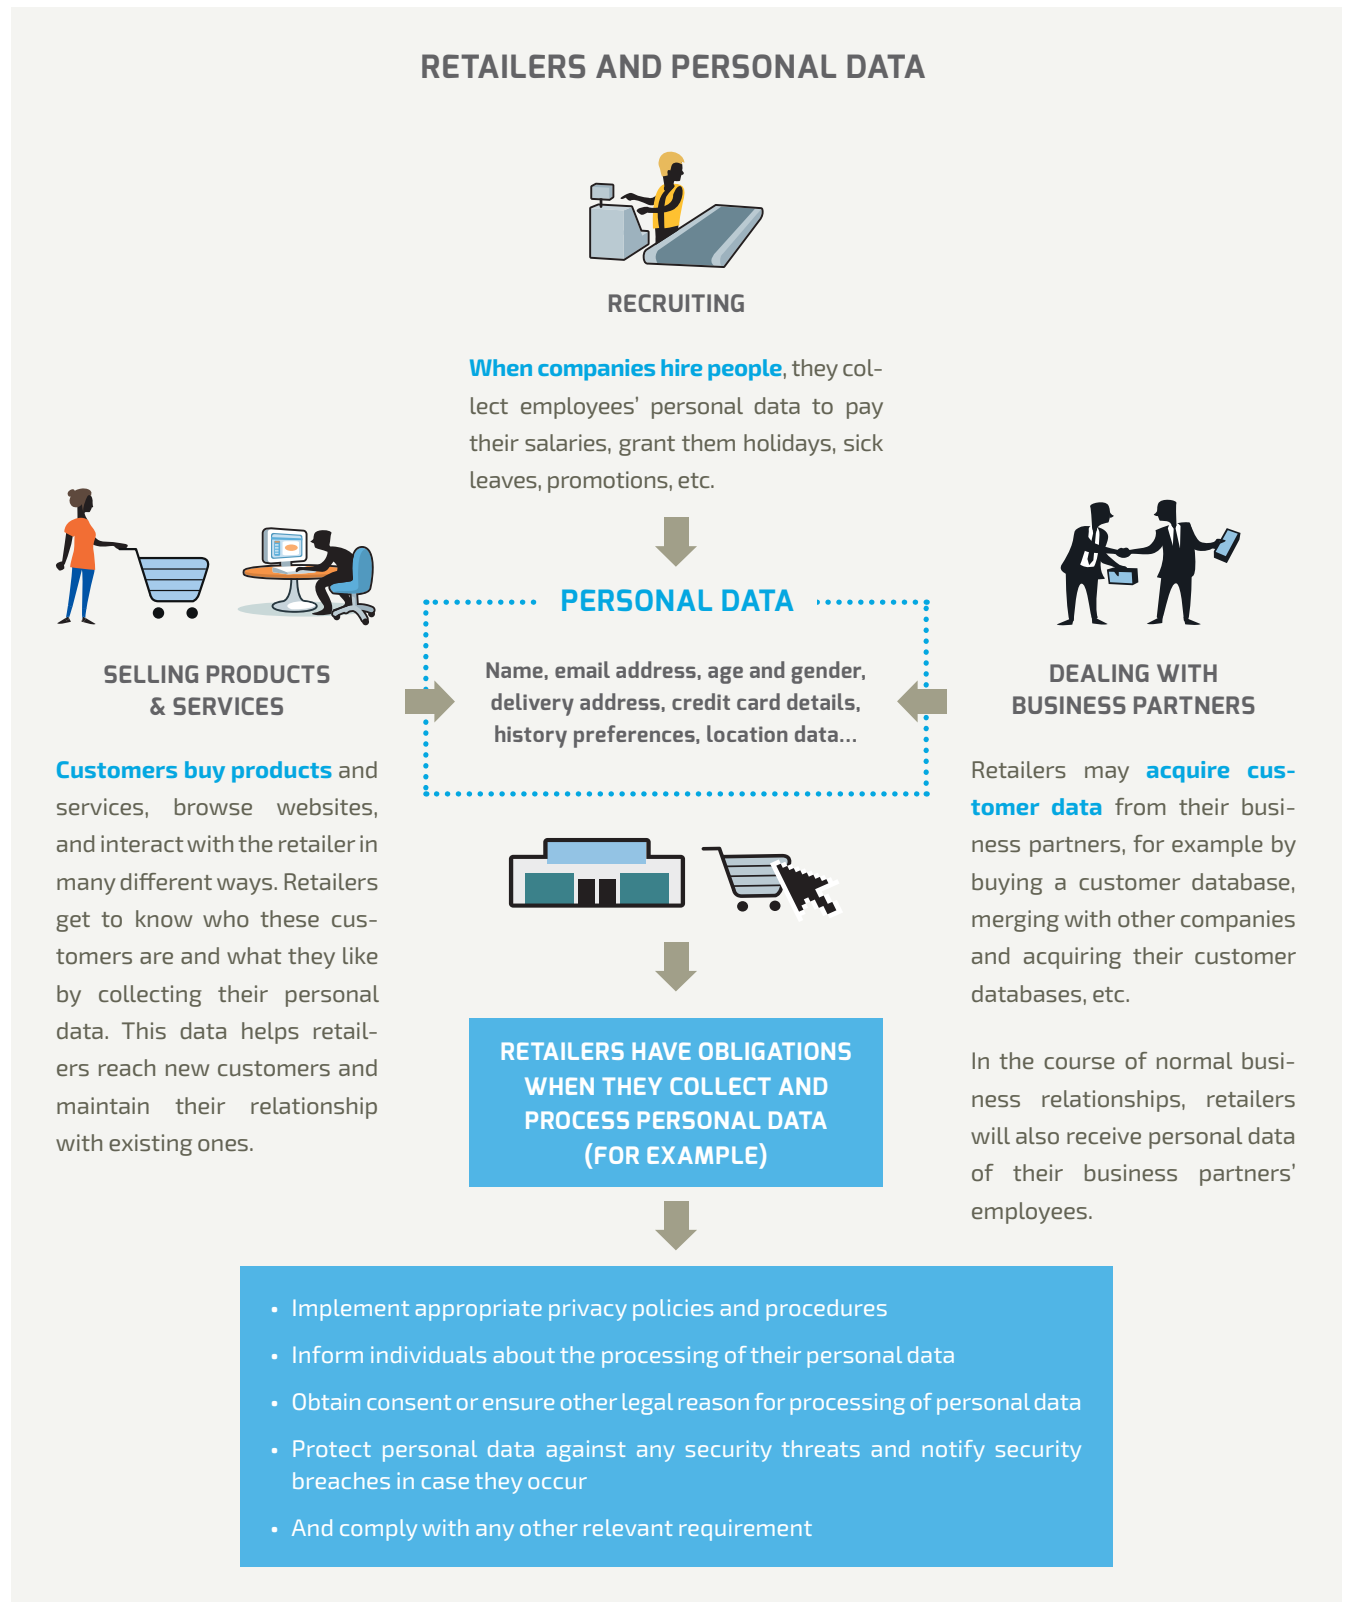 RETAILERS AND PERSONAL DATA
RECRUITING
When companies hire people, they col-
lect employees’ personal data to pay
their salaries, grant them holidays, sick
leaves, promotions, etc.
SELLING PRODUCTS
& SERVICES
Customers buy products and
services, browse websites,
and interact with the retailer in
many different ways. Retailers
get to know who these cus-
tomers are and what they like
by collecting their personal
data. This data helps retail-
ers reach new customers and
maintain their relationship
with existing ones.
PERSONAL DATA
Name, email address, age and gender,
delivery address, credit card details,
history preferences, location data...
DEALING WITH
BUSINESS PARTNERS
Retailers may acquire cus-
tomer data from their busi-
ness partners, for example by
buying a customer database,
merging with other companies
and acquiring their customer
databases, etc.
In the course of normal busi-
ness relationships, retailers
will also receive personal data
of their business partners’
employees.
RETAILERS HAVE OBLIGATIONS
WHEN THEY COLLECT AND
PROCESS PERSONAL DATA
(FOR EXAMPLE)
• Implement appropriate privacy policies and procedures
• Inform individuals about the processing of their personal data
• Obtain consent or ensure other legal reason for processing of personal data
• Protect personal data against any security threats and notify security
breaches in case they occur
• And comply with any other relevant requirement